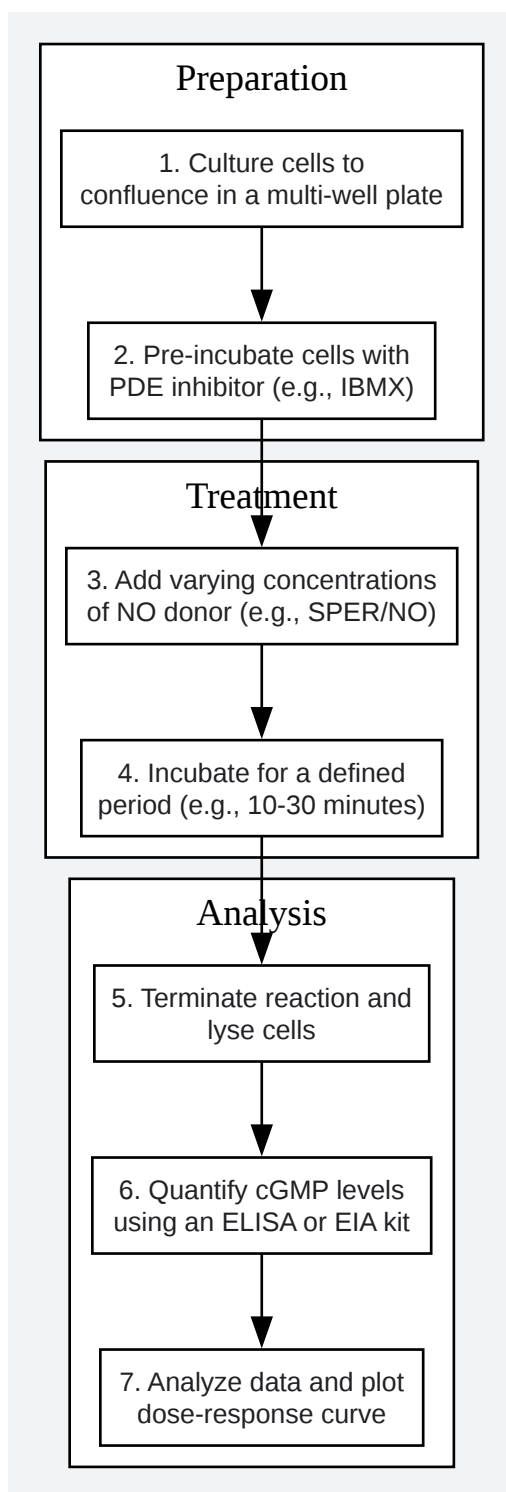 Preparation
1. Culture cells to
confluence in a multi-well plate
2. Pre-incubate cells with
PDE inhibitor (e.g., IBMX)
Treatment
3. Add varying concentrations
of NO donor (e.g., SPER/NO)
4. Incubate for a defined
period (e.g., 10-30 minutes)
Analysis
5. Terminate reaction and
lyse cells
6. Quantify cGMP levels
using an ELISA or EIA kit
7. Analyze data and plot
dose-response curve